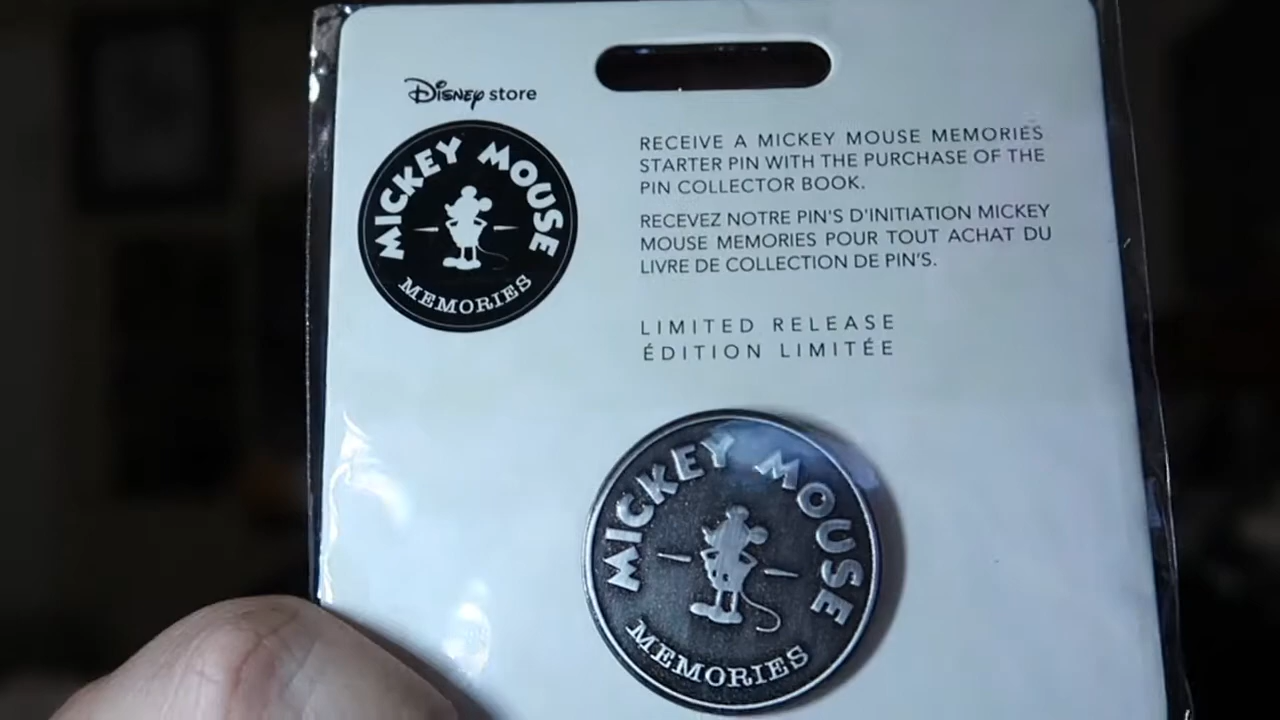 Disney store
MICKEY MOUSE
MEMORIES
RECEIVE A MICKEY MOUSE MEMORIES
STARTER PIN WITH THE PURCHASE OF THE
PIN COLLECTOR BOOK.
RECEVEZ NOTRE PIN'S D'INITIATION MICKEY
MOUSE MEMORIES POUR TOUT ACHAT DU
LIVRE DE COLLECTION DE PIN'S.
LIMITED RELEASE
ÉDITION LIMITÉE
MICKEY MOUSE
MEMORIES